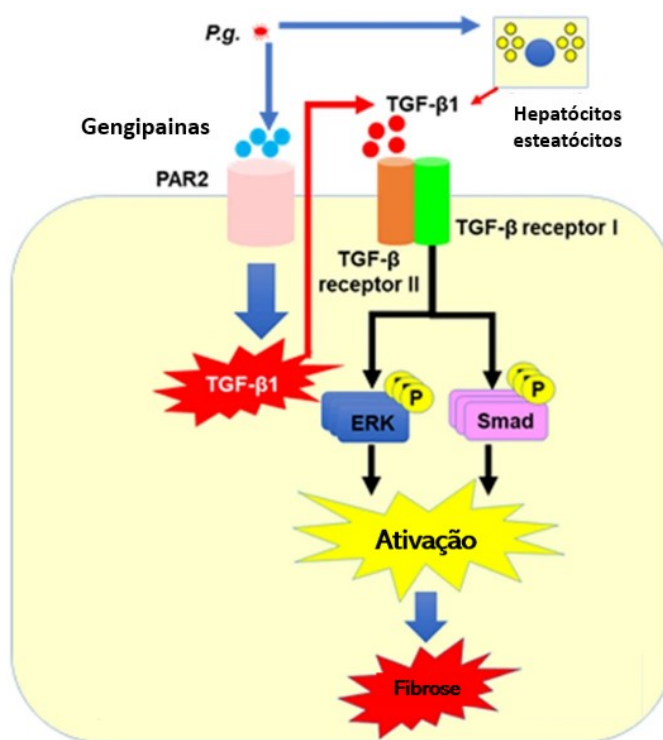 P.g.
TGF-β1
Hepatócitos
esteatócitos
Gengipainas
PAR2
TGF-β receptor I
TGF-β
receptor II
TGF-β1
P
P
ERK
Smad
Ativação
Fibrose